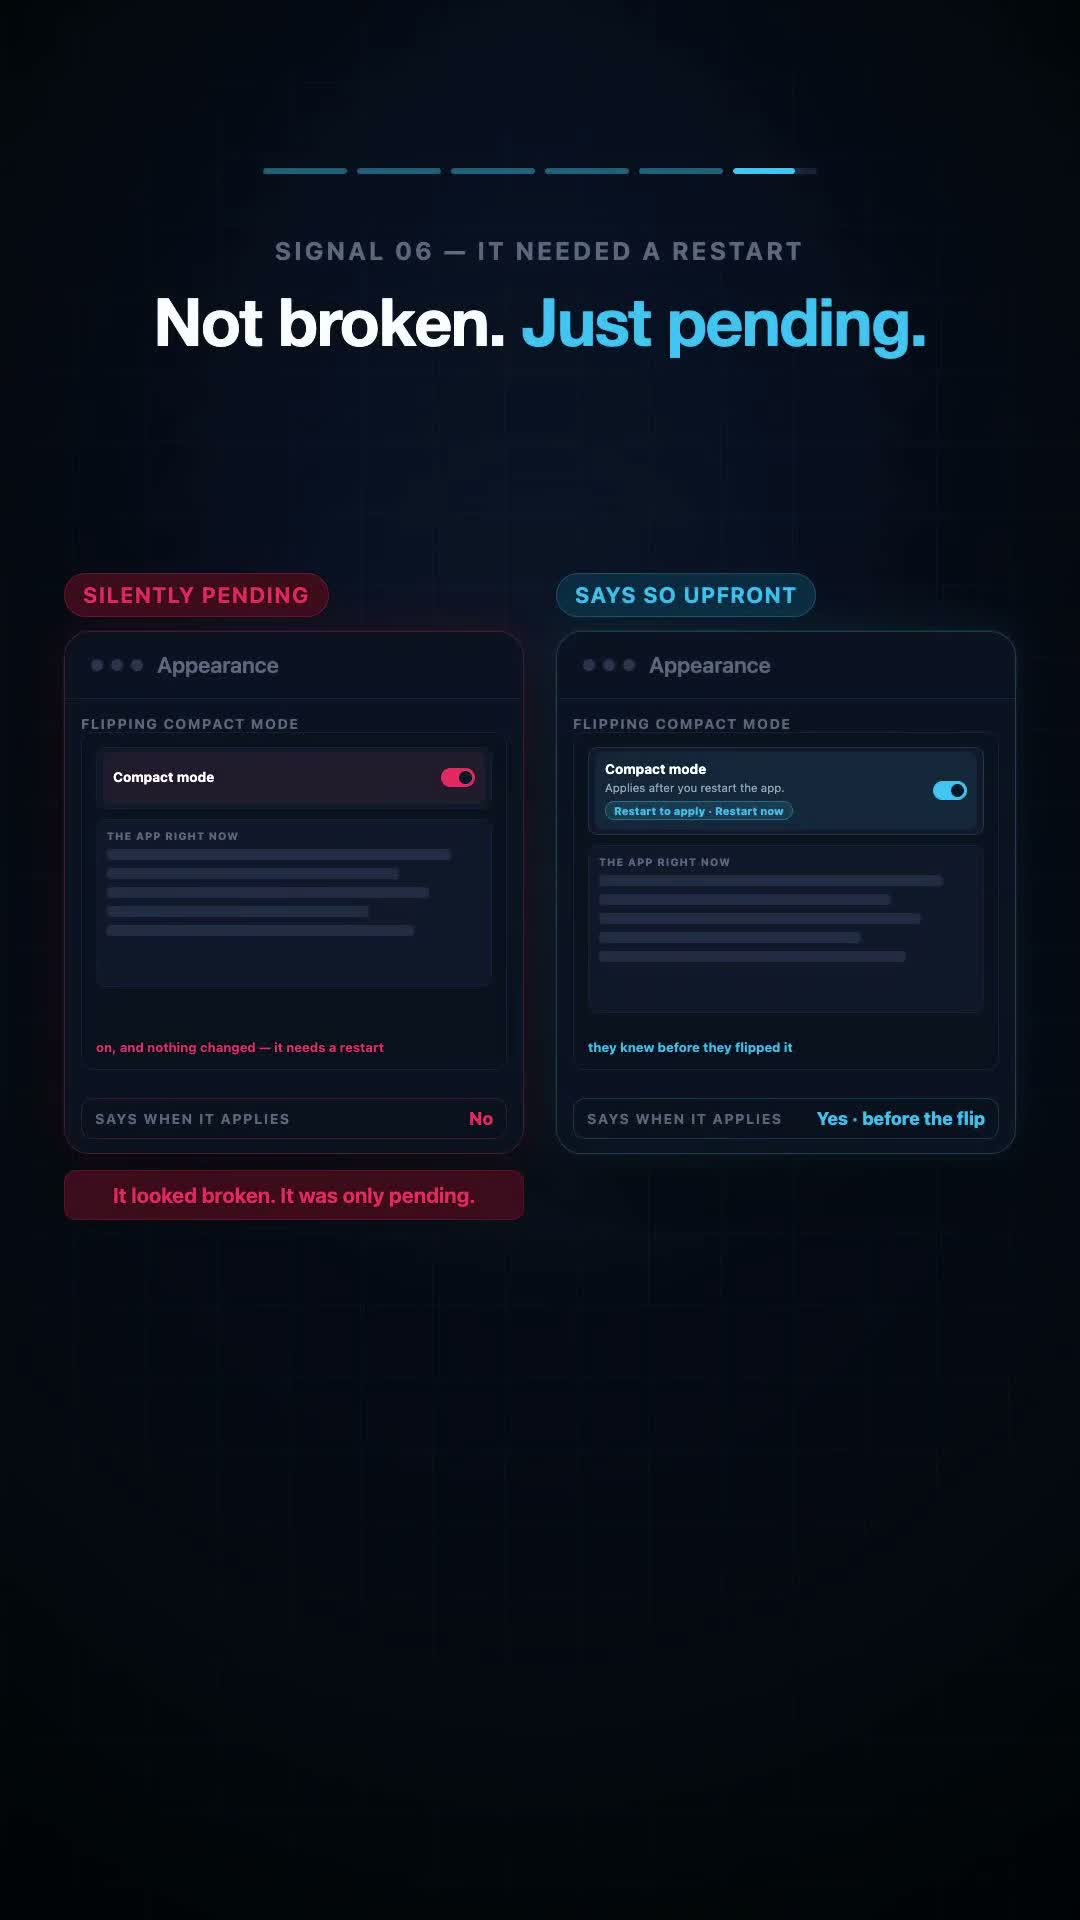 SIGNAL 06 — IT NEEDED A RESTART
Not broken. Just pending.
SILENTLY PENDING
Appearance
FLIPPING COMPACT MODE
Compact mode
THE APP RIGHT NOW
on, and nothing changed — it needs a restart
SAYS WHEN IT APPLIES No
It looked broken. It was only pending.
SAYS SO UPFRONT
Appearance
FLIPPING COMPACT MODE
Compact mode
Applies after you restart the app.
Restart to apply · Restart now
THE APP RIGHT NOW
they knew before they flipped it
SAYS WHEN IT APPLIES Yes · before the flip